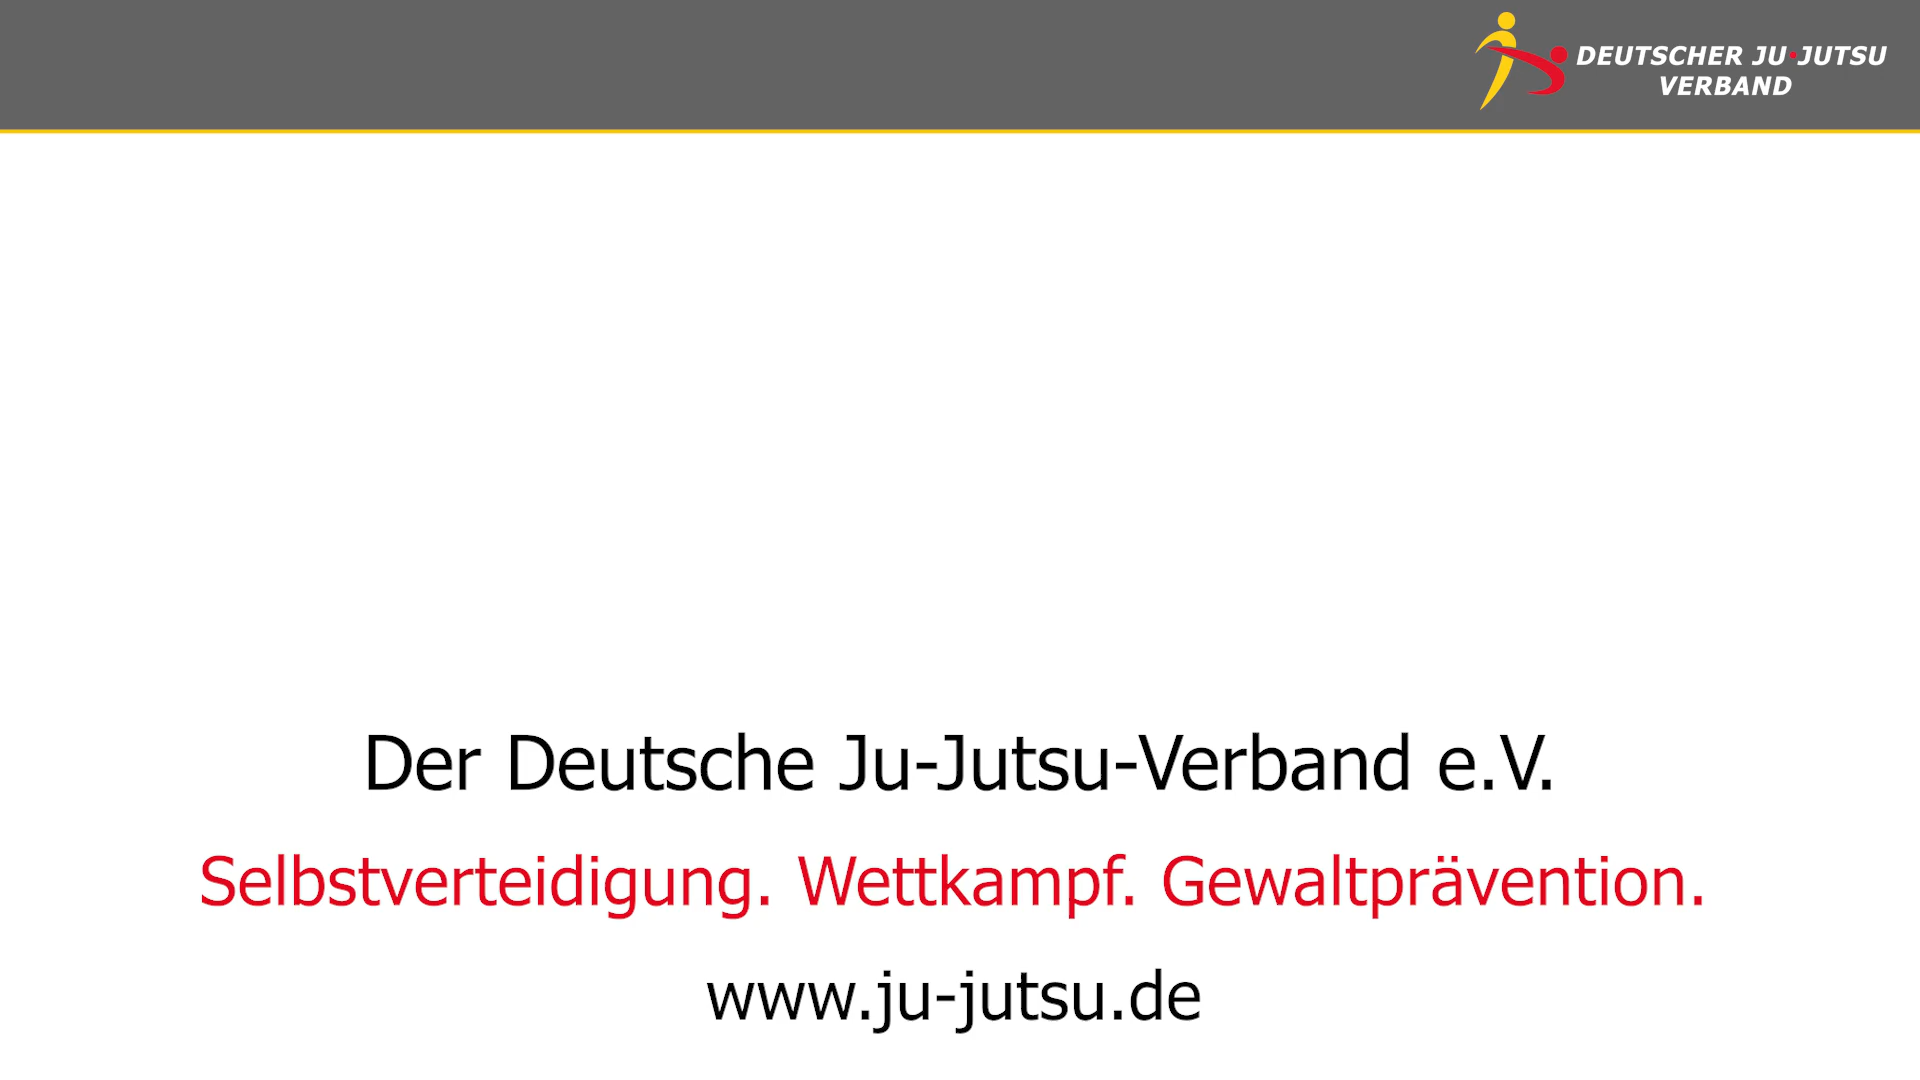 DEUTSCHER JU·JUTSU
VERBAND
Der Deutsche Ju-Jutsu-Verband e.V.
Selbstverteidigung. Wettkampf. Gewaltprävention.
www.ju-jutsu.de